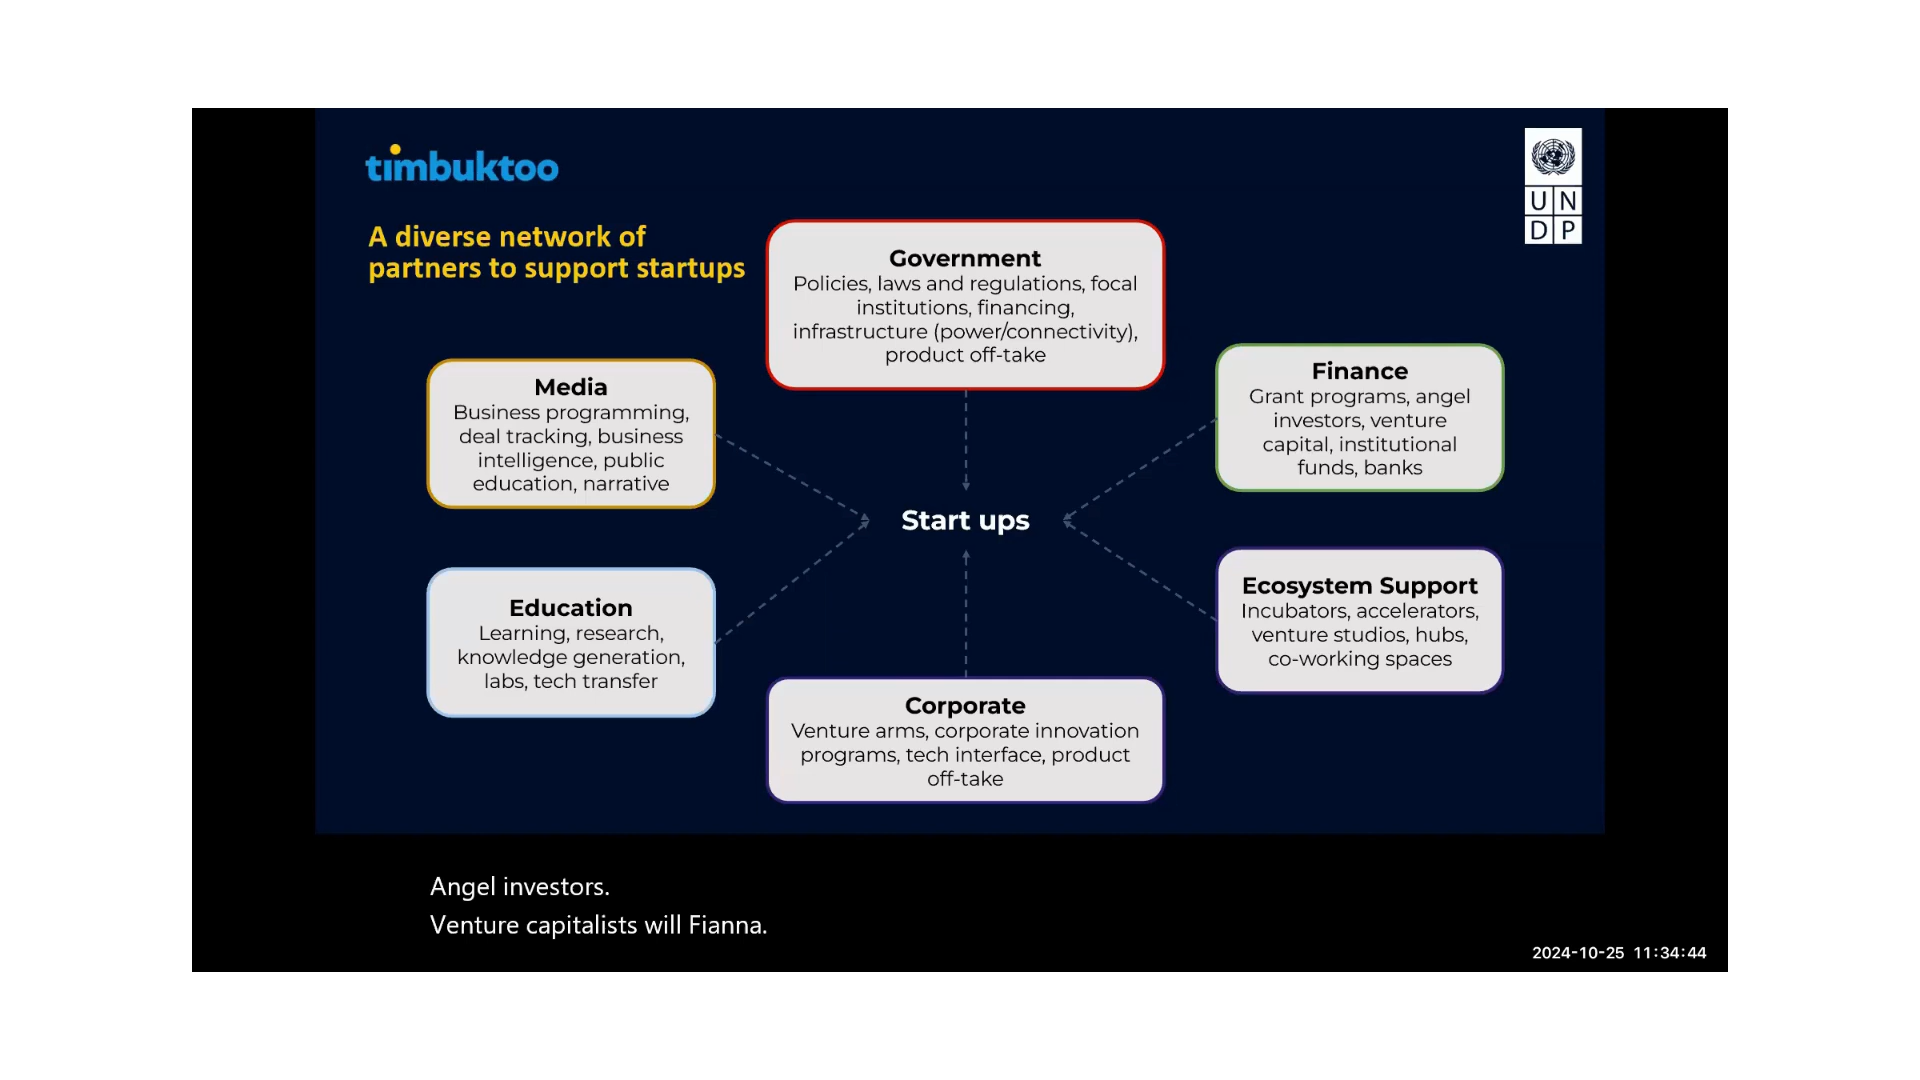 timbuktoo
U N
D P
A diverse network of
partners to support startups
Government
Policies, laws and regulations, focal
institutions, financing,
infrastructure (power/connectivity),
product off-take
Media
Business programming,
deal tracking, business
intelligence, public
education, narrative
Finance
Grant programs, angel
investors, venture
capital, institutional
funds, banks
Start ups
Education
Learning, research,
knowledge generation,
labs, tech transfer
Ecosystem Support
Incubators, accelerators,
venture studios, hubs,
co-working spaces
Corporate
Venture arms, corporate innovation
programs, tech interface, product
off-take
Angel investors.
Venture capitalists will Fianna.
2024-10-25 11:34:44